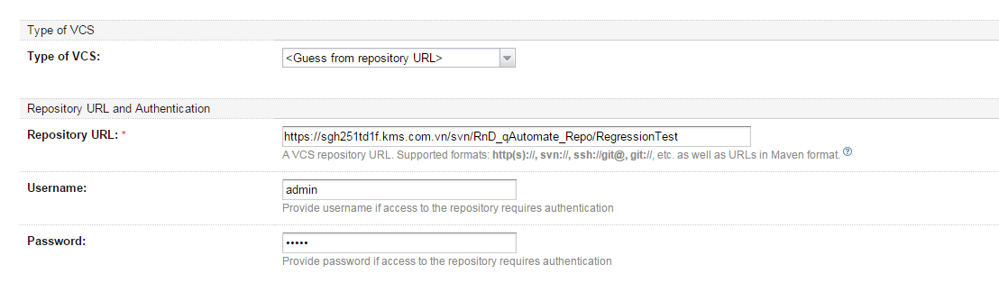 Type of VCS
Type of VCS: <Guess from repository URL>
Repository URL and Authentication
Repository URL: * https://sgh251td1f.kms.com.vn/svn/RnD_qAutomate_Repo/RegressionTest
A VCS repository URL. Supported formats: http(s)://, svn://, ssh://git@, git://, etc. as well as URLs in Maven format. ?
Username: admin
Provide username if access to the repository requires authentication
Password: •••••
Provide password if access to the repository requires authentication